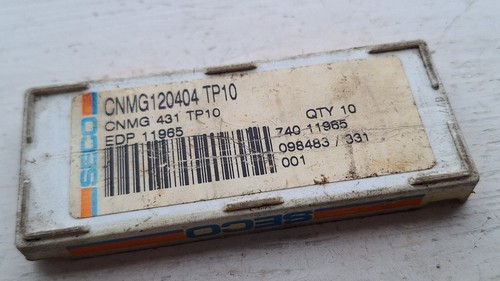 SECO
CNMG120404 TP10
CNMG 431 TP10
EDP 11965
QTY 10
740 11965
098483 / 331
001
SECO